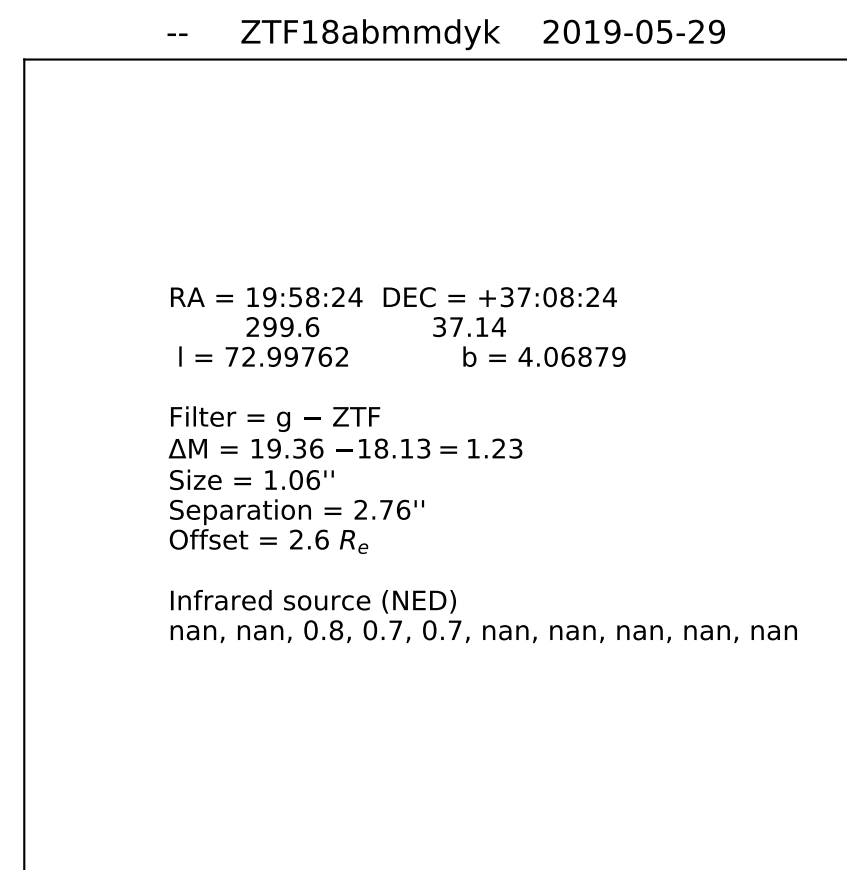 -- ZTF18abmmdyk 2019-05-29
RA = 19:58:24 DEC = +37:08:24
299.6 37.14
l = 72.99762 b = 4.06879
Filter = g − ZTF
ΔM = 19.36 −18.13 = 1.23
Size = 1.06''
Separation = 2.76''
Offset = 2.6 Re
Infrared source (NED)
nan, nan, 0.8, 0.7, 0.7, nan, nan, nan, nan, nan